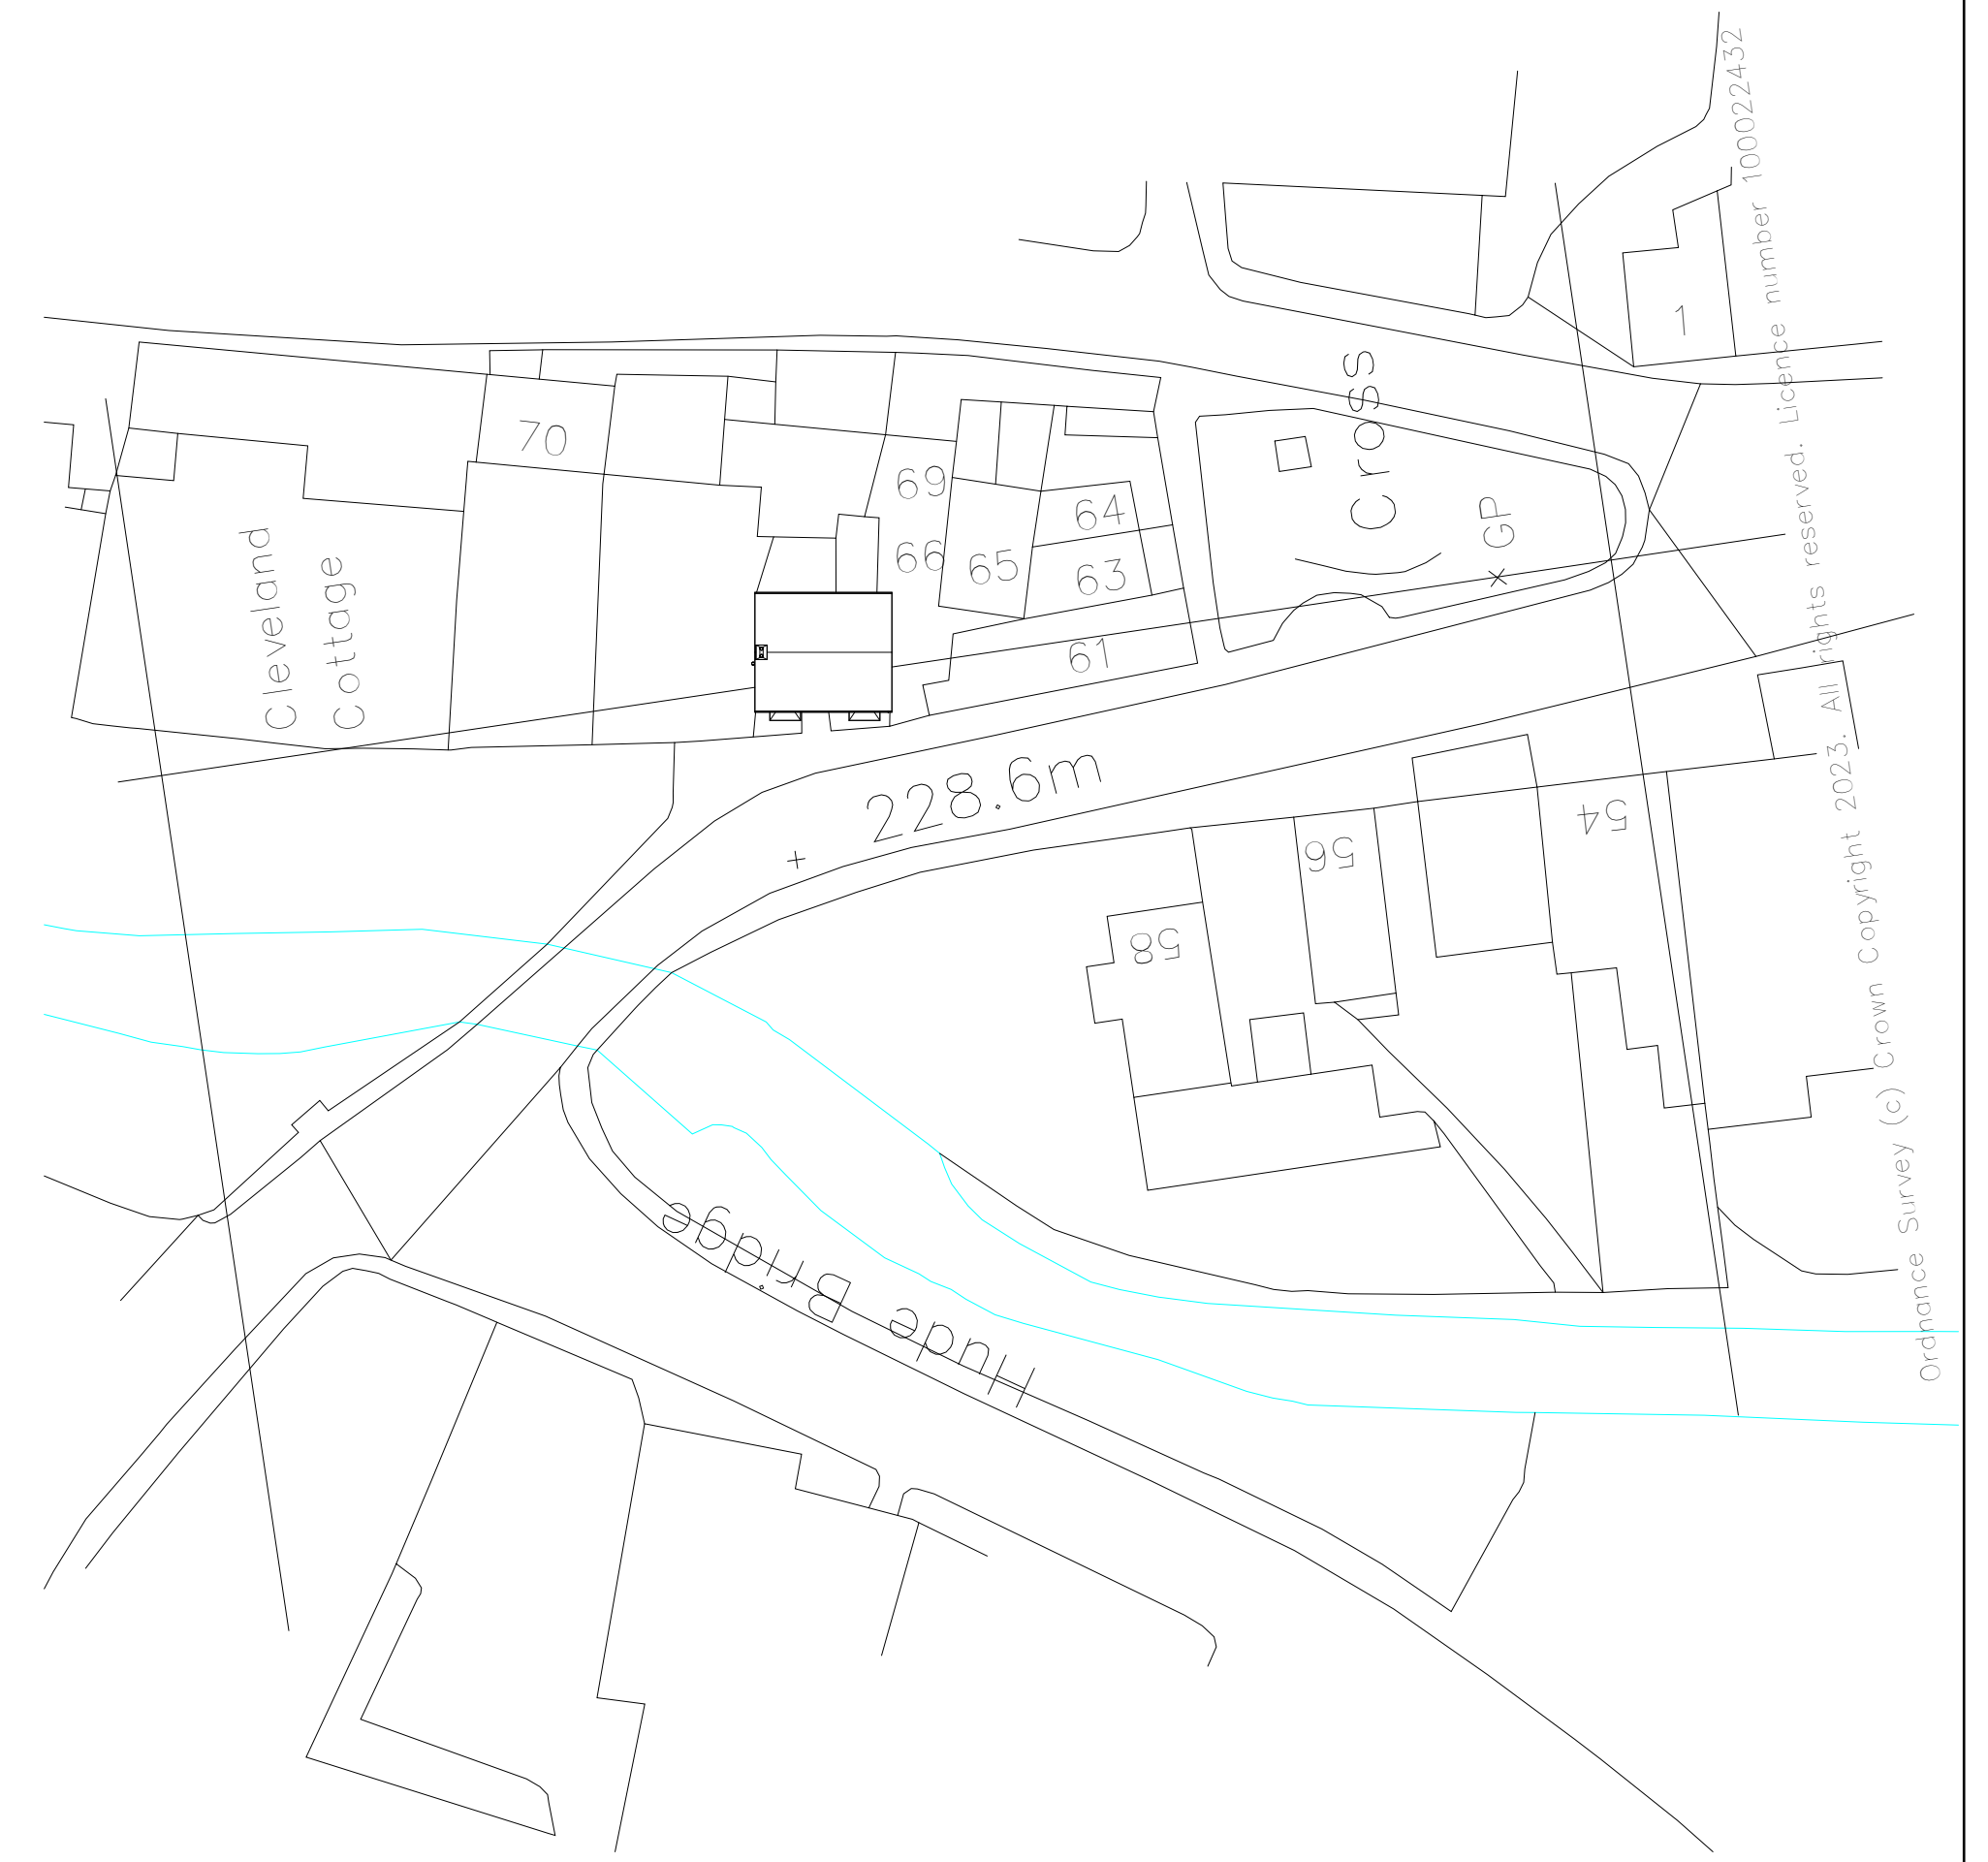 1
Cross
70
69
64
GP
66
65
63
Cleveland
Cottage
61
228.6m
54
56
58
Hude Bridge
Ordnance Survey (c) Crown Copyright 2023. All rights reserved. Licence number 100022432